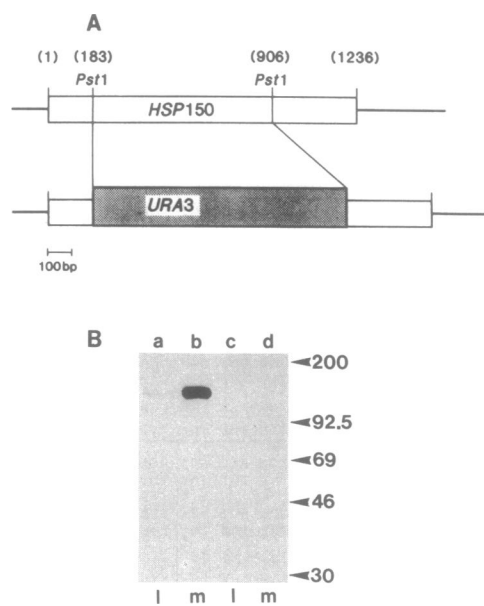 A
(1) (183) (906) (1236)
Pst1 Pst1
HSP150
URA3
100bp
B
a b c d
200
92.5
69
46
30
l m l m